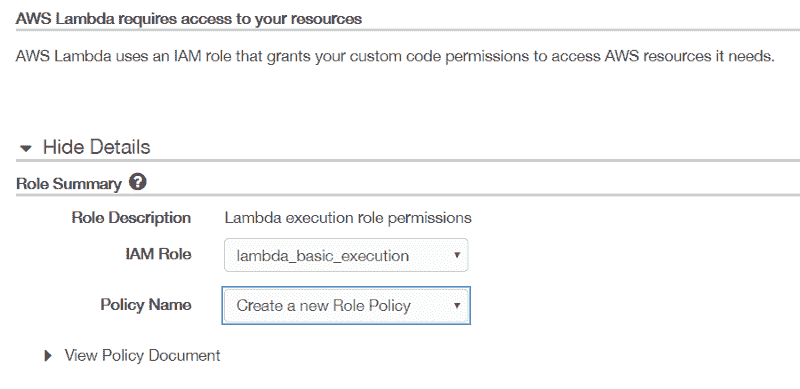 AWS Lambda requires access to your resources
AWS Lambda uses an IAM role that grants your custom code permissions to access AWS resources it needs.
Hide Details
Role Summary ?
Role Description Lambda execution role permissions
IAM Role lambda_basic_execution
Policy Name Create a new Role Policy
View Policy Document